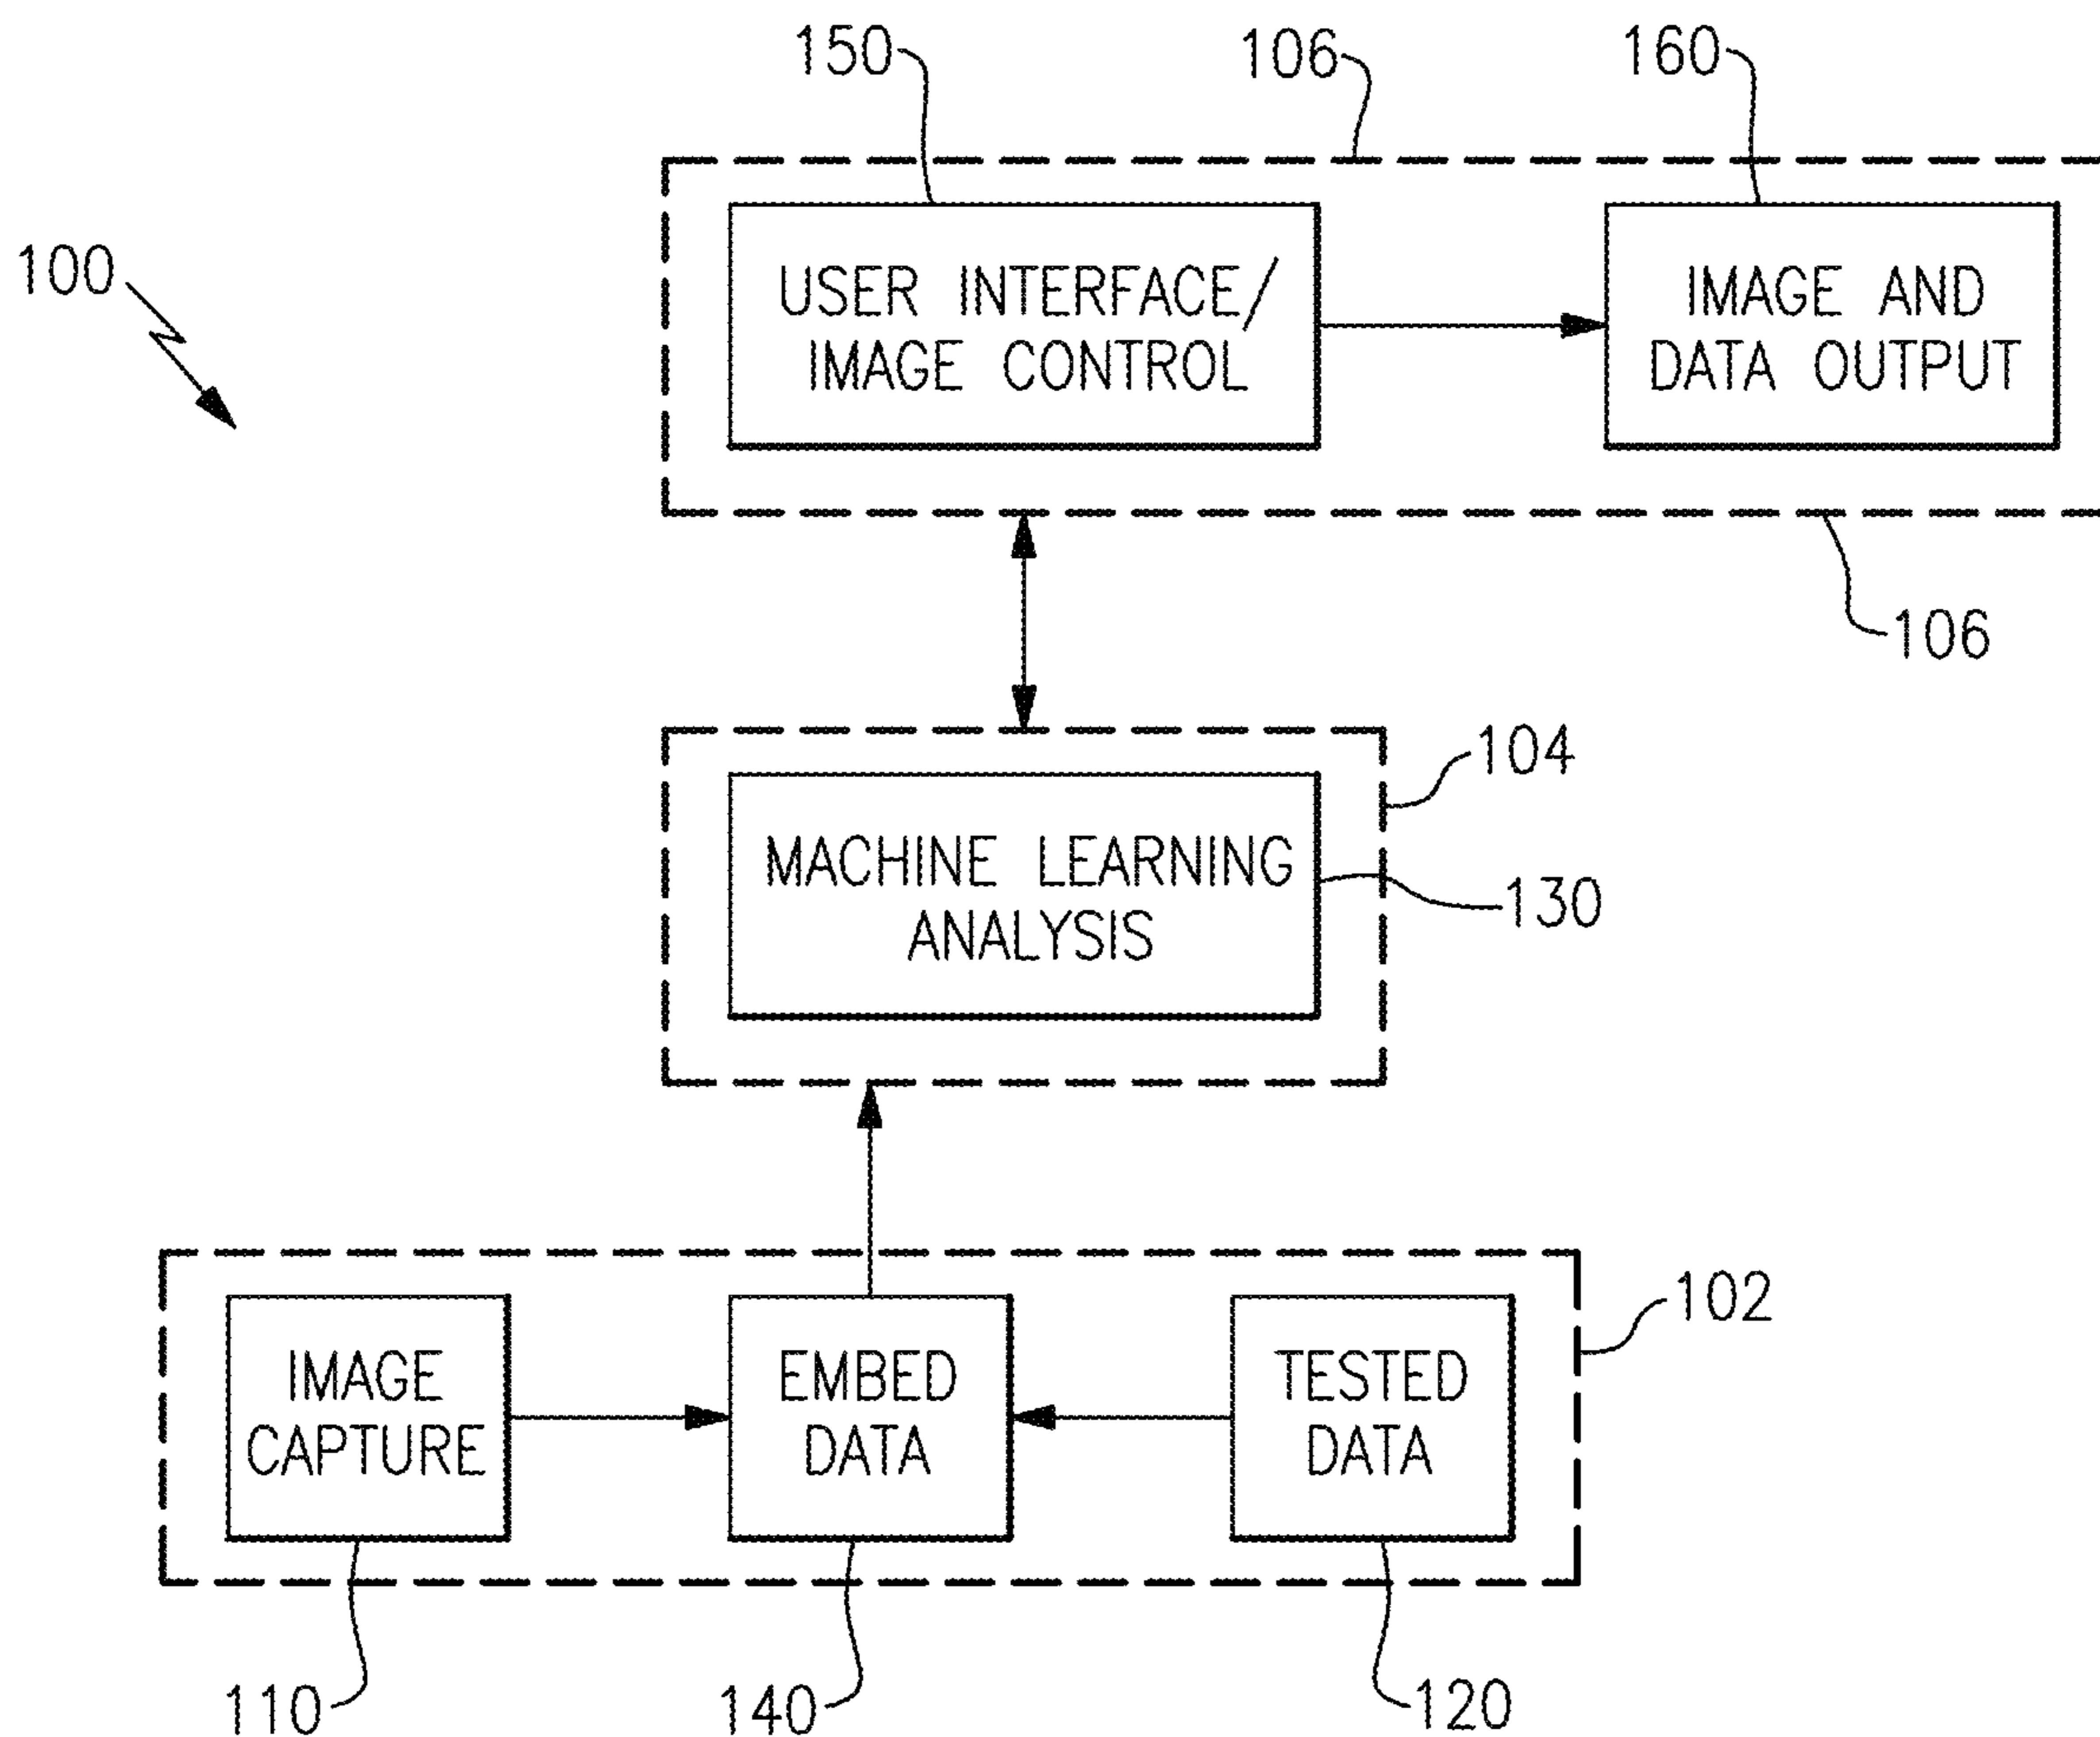 150
106
160
100
USER INTERFACE/
IMAGE CONTROL
IMAGE AND
DATA OUTPUT
106
104
MACHINE LEARNING
ANALYSIS
130
102
IMAGE
CAPTURE
EMBED
DATA
TESTED
DATA
110
140
120